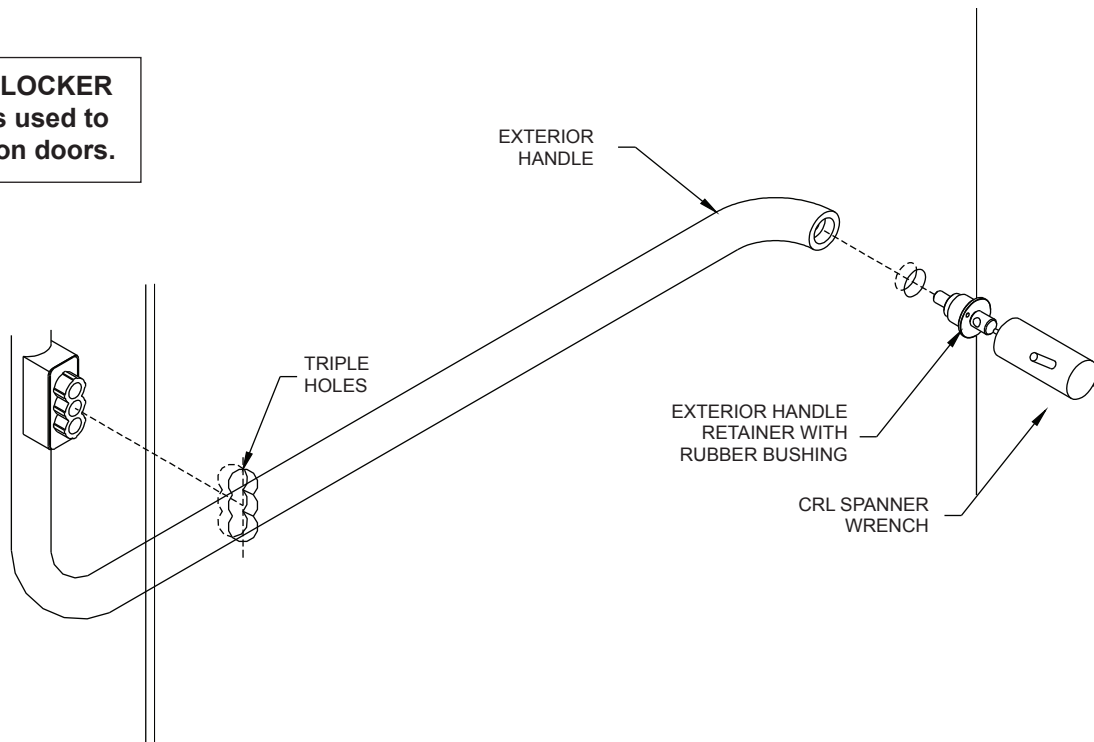 LOCKER
used to
on doors.
EXTERIOR
HANDLE
TRIPLE
HOLES
EXTERIOR HANDLE
RETAINER WITH
RUBBER BUSHING
CRL SPANNER
WRENCH